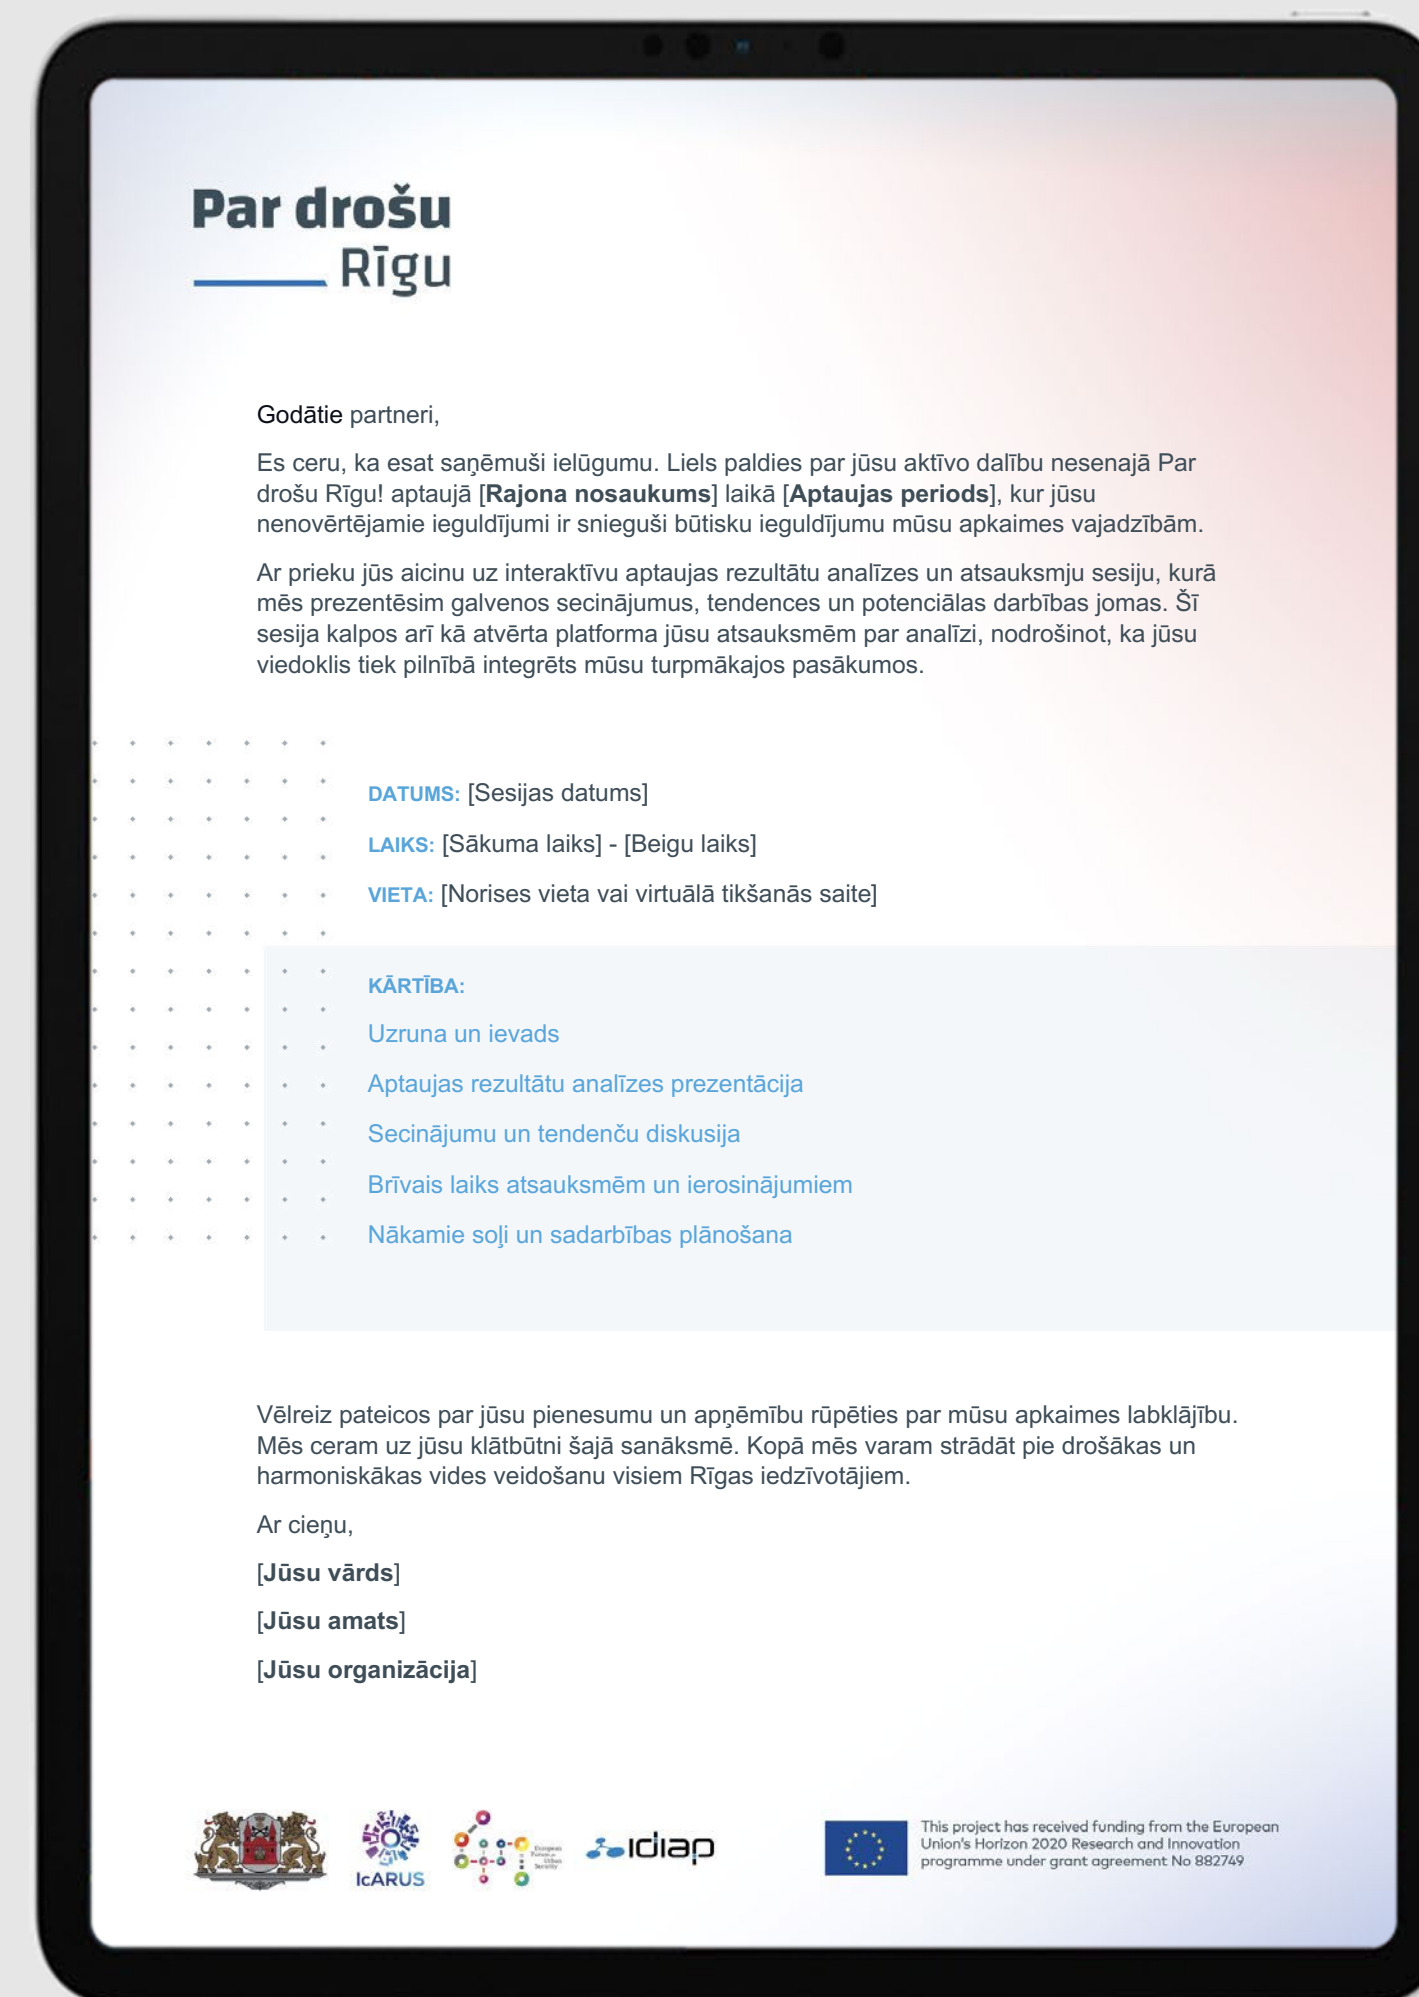 Par drošu
Rīgu
Godātie partneri,
Es ceru, ka esat saņēmuši ielūgumu. Liels paldies par jūsu aktīvo dalību nesenajā Par
drošu Rīgu! aptaujā [Rajona nosaukums] laikā [Aptaujas periods], kur jūsu
nenovērtējamie ieguldījumi ir snieguši būtisku ieguldījumu mūsu apkaimes vajadzībām.
Ar prieku jūs aicinu uz interaktīvu aptaujas rezultātu analīzes un atsauksmju sesiju, kurā
mēs prezentēsim galvenos secinājumus, tendences un potenciālas darbības jomas. Šī
sesija kalpos arī kā atvērta platforma jūsu atsauksmēm par analīzi, nodrošinot, ka jūsu
viedoklis tiek pilnībā integrēts mūsu turpmākajos pasākumos.
DATUMS: [Sesijas datums]
LAIKS: [Sākuma laiks] - [Beigu laiks]
VIETA: [Norises vieta vai virtuālā tikšanās saite]
KĀRTĪBA:
Uzruna un ievads
Aptaujas rezultātu analīzes prezentācija
Secinājumu un tendenču diskusija
Brīvais laiks atsauksmēm un ierosinājumiem
Nākamie soļi un sadarbības plānošana
Vēlreiz pateicos par jūsu pienesumu un apņēmību rūpēties par mūsu apkaimes labklājību.
Mēs ceram uz jūsu klātbūtni šajā sanāksmē. Kopā mēs varam strādāt pie drošākas un
harmoniskākas vides veidošanu visiem Rīgas iedzīvotājiem.
Ar cieņu,
[Jūsu vārds]
[Jūsu amats]
[Jūsu organizācija]
IcARUS
European
Forum for
Urban
Security
idiap
This project has received funding from the European
Union's Horizon 2020 Research and Innovation
programme under grant agreement No 882749